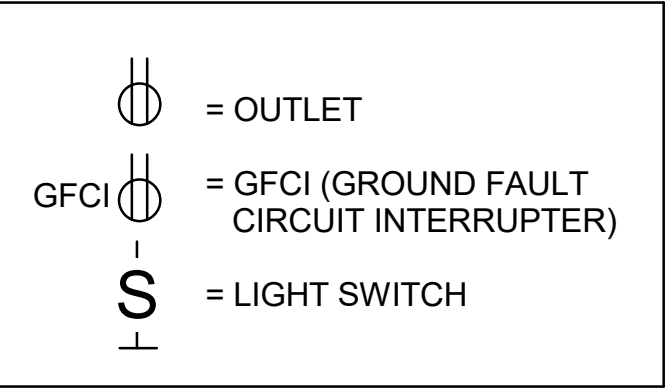 = OUTLET
GFCI = GFCI (GROUND FAULT
CIRCUIT INTERRUPTER)
S = LIGHT SWITCH